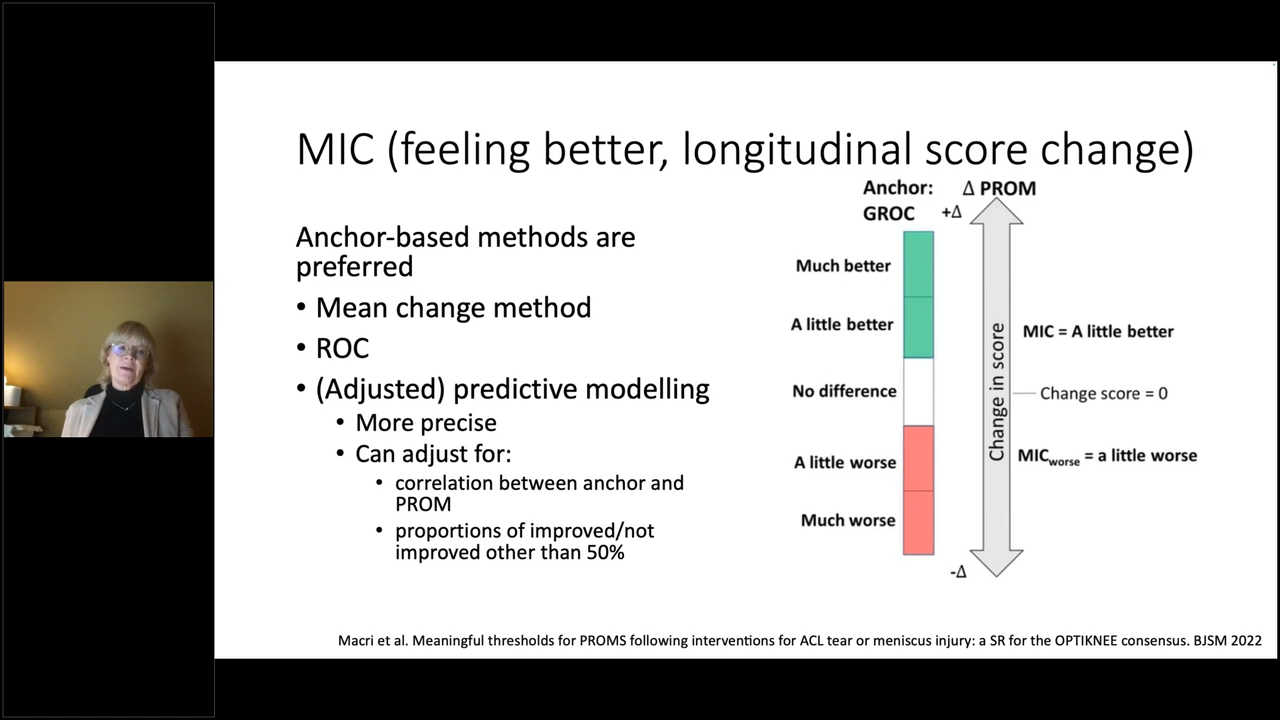 MIC (feeling better, longitudinal score change)
Anchor-based methods are
preferred
• Mean change method
• ROC
• (Adjusted) predictive modelling
• More precise
• Can adjust for:
• correlation between anchor and
PROM
• proportions of improved/not
improved other than 50%
Anchor:
GROC
Δ PROM
+Δ
Much better
A little better
No difference
A little worse
Much worse
Change in score
MIC = A little better
Change score = 0
MICworse = a little worse
-Δ
Macri et al. Meaningful thresholds for PROMS following interventions for ACL tear or meniscus injury: a SR for the OPTIKNEE consensus. BJSM 2022